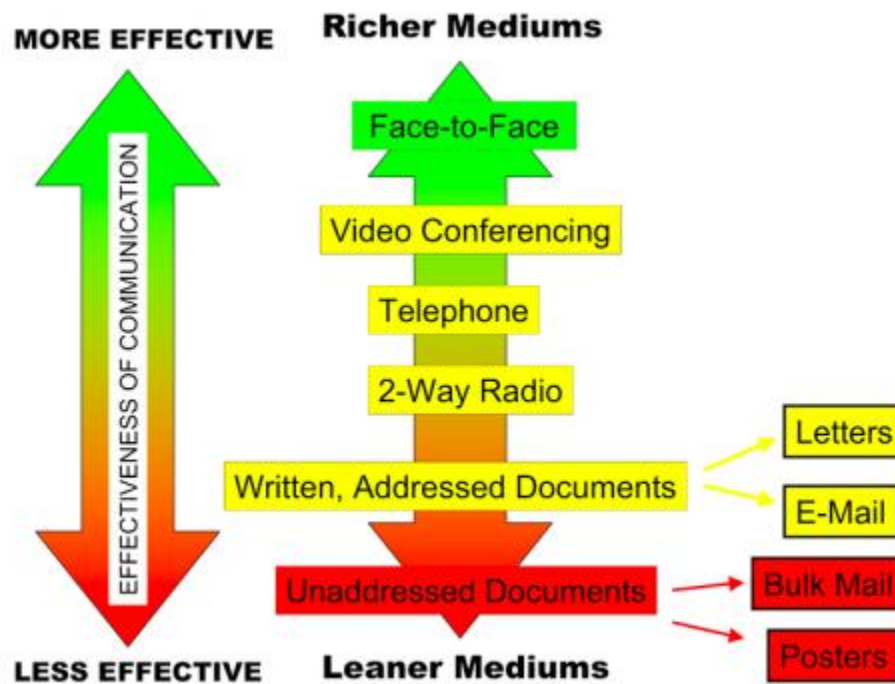 MORE EFFECTIVE
Richer Mediums
EFFECTIVENESS OF COMMUNICATION
Face-to-Face
Video Conferencing
Telephone
2-Way Radio
Written, Addressed Documents
Letters
E-Mail
Unaddressed Documents
Bulk Mail
Posters
LESS EFFECTIVE
Leaner Mediums